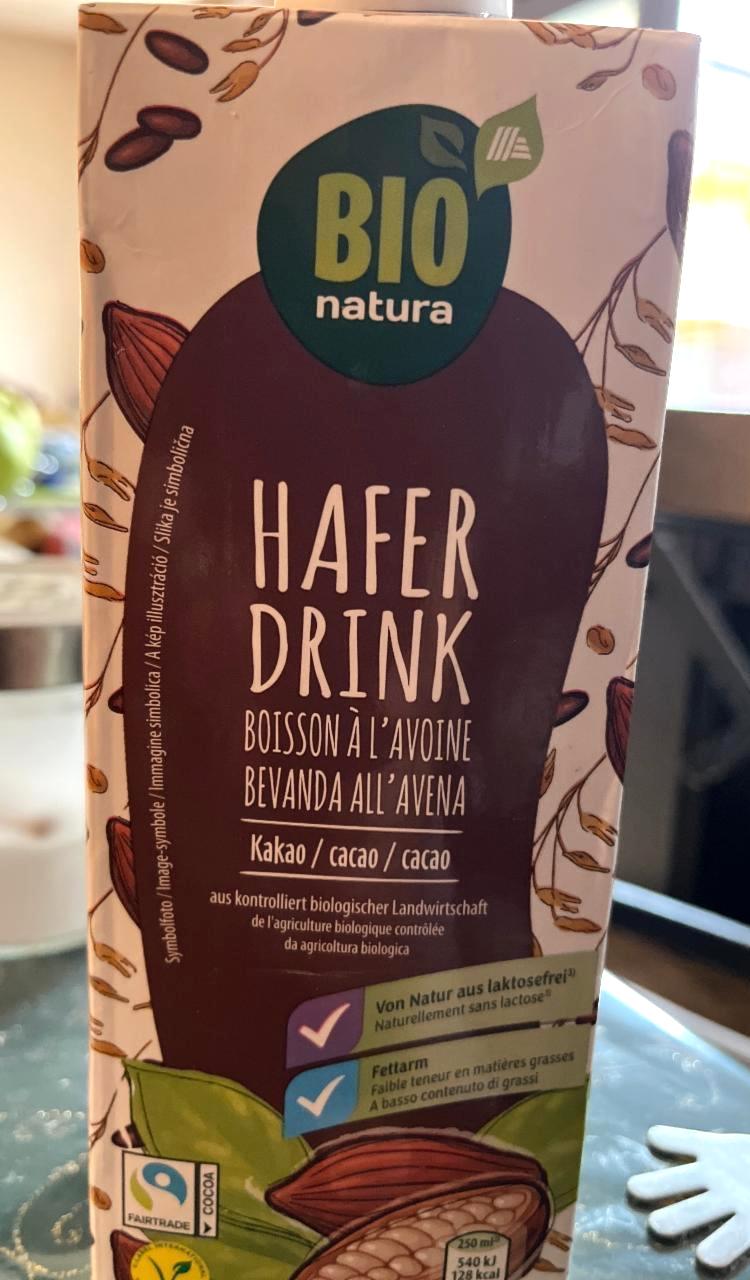 BIO
natura
HAFER
DRINK
BOISSON À L'AVOINE
BEVANDA ALL'AVENA
Kakao / cacao / cacao
aus kontrolliert biologischer Landwirtschaft
de l'agriculture biologique contrôlée
da agricoltura biologica
Symbolfoto / Image-symbole / Immagine simbolica / A kép illusztráció / Slika je simbolična
Von Natur aus laktosefrei³⁾
Naturellement sans lactose³⁾
Fettarm
Faible teneur en matières grasses
A basso contenuto di grassi
FAIRTRADE
COCOA
250 ml
540 kJ
128 kcal